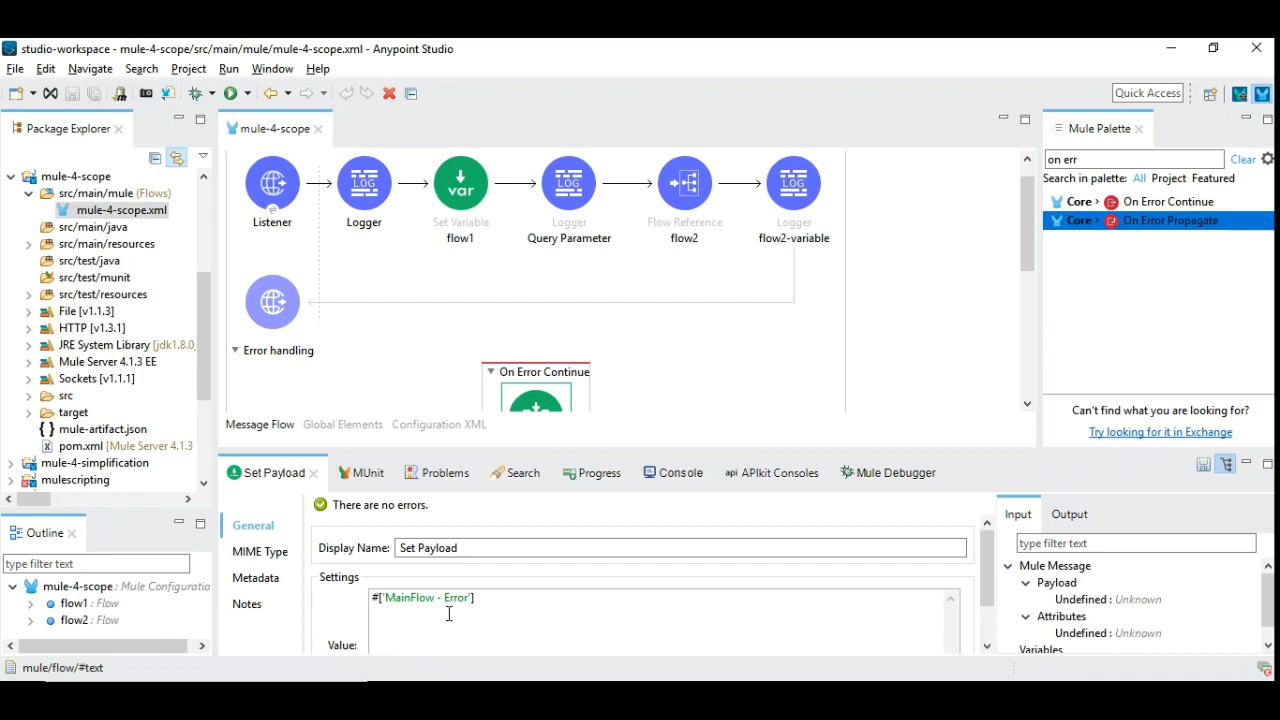 studio-workspace - mule-4-scope/src/main/mule/mule-4-scope.xml - Anypoint Studio
File Edit Navigate Search Project Run Window Help
Quick Access
Package Explorer
mule-4-scope
src/main/mule (Flows)
mule-4-scope.xml
src/main/java
src/main/resources
src/test/java
src/test/munit
src/test/resources
File [v1.1.3]
HTTP [v1.3.1]
JRE System Library [jdk1.8.0_
Mule Server 4.1.3 EE
Sockets [v1.1.1]
src
target
mule-artifact.json
pom.xml [Mule Server 4.1.3
mule-4-simplification
mulescripting
Outline
type filter text
mule-4-scope : Mule Configuratio
flow1 : Flow
flow2 : Flow
mule/flow/#text
mule-4-scope
LOG
var
LOG
LOG
Listener
Logger
Set Variable
flow1
Logger
Query Parameter
Flow Reference
flow2
Logger
flow2-variable
Error handling
On Error Continue
Message Flow Global Elements Configuration XML
Mule Palette
on err
Clear
Search in palette: All Project Featured
Core > On Error Continue
Core > On Error Propagate
Can't find what you are looking for?
Try looking for it in Exchange
Set Payload MUnit Problems Search Progress Console API APIkit Consoles Mule Debugger
General
MIME Type
Metadata
Notes
There are no errors.
Display Name: Set Payload
Settings
#['MainFlow - Error']
Value:
Input Output
type filter text
Mule Message
Payload
Undefined : Unknown
Attributes
Undefined : Unknown
Variables